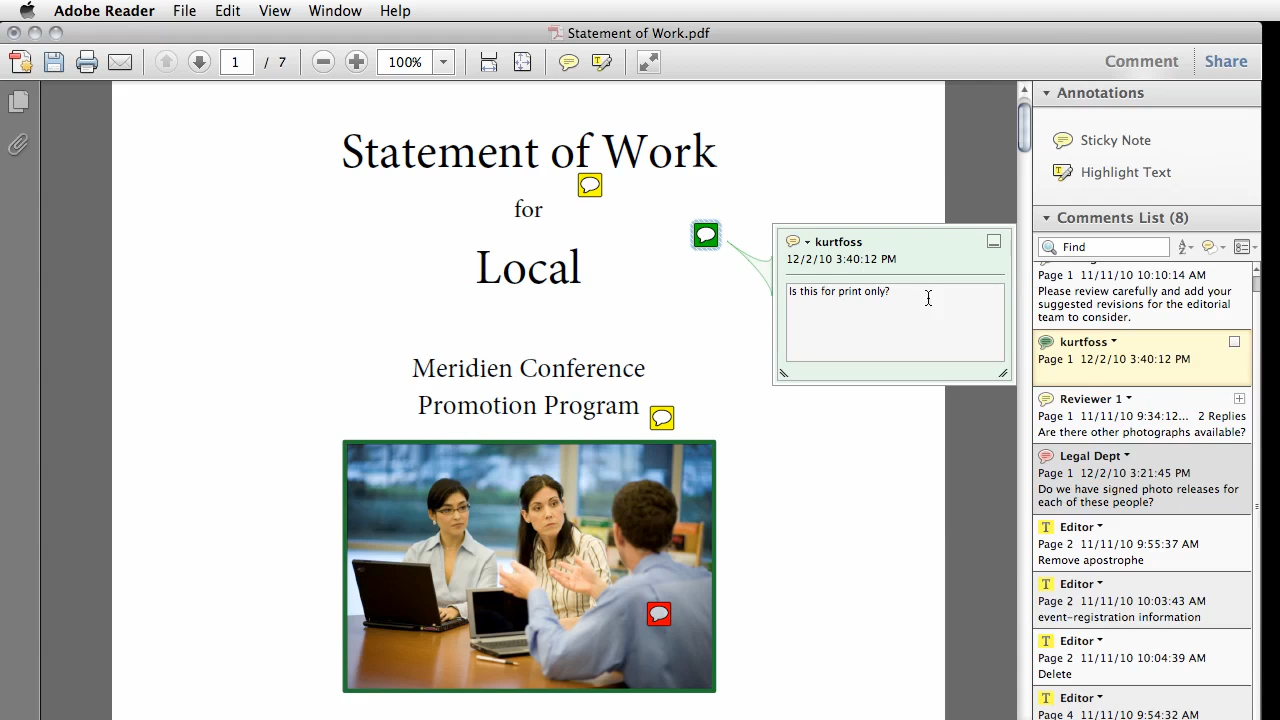 Adobe Reader File Edit View Window Help
Statement of Work.pdf
1 / 7 100% Comment Share
Statement of Work
for
Local
Meridien Conference
Promotion Program
kurtfoss
12/2/10 3:40:12 PM
Is this for print only?
Annotations
Sticky Note
T Highlight Text
Comments List (8)
Find
Page 1 11/11/10 10:10:14 AM
Please review carefully and add your
suggested revisions for the editorial
team to consider.
kurtfoss
Page 1 12/2/10 3:40:12 PM
Reviewer 1
Page 1 11/11/10 9:34:12... 2 Replies
Are there other photographs available?
Legal Dept
Page 1 12/2/10 3:21:45 PM
Do we have signed photo releases for
each of these people?
T Editor
Page 2 11/11/10 9:55:37 AM
Remove apostrophe
T Editor
Page 2 11/11/10 10:03:43 AM
event-registration information
T Editor
Page 2 11/11/10 10:04:39 AM
Delete
T Editor
Page 4 11/11/10 9:54:32 AM